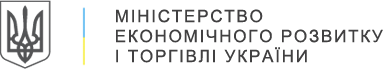 МІНІСТЕРСТВО
ЕКОНОМІЧНОГО РОЗВИТКУ
І ТОРГІВЛІ УКРАЇНИ